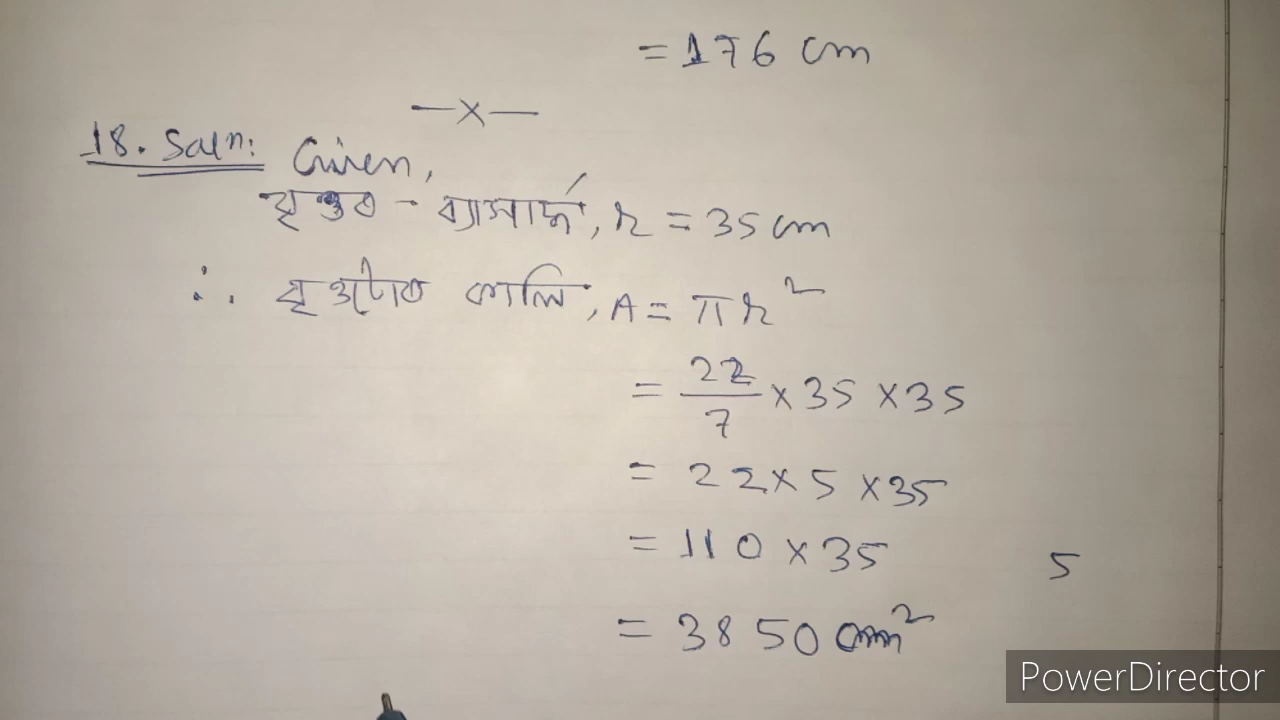 = 176 cm
—x—
18. Solⁿ: Given,
বৃত্তৰ - ব্যাসাৰ্দ্ধ, r = 35 cm
∴ বৃত্তটোৰ কালি, A = πr²
= 22/7 × 35 × 35
= 22 × 5 × 35
= 110 × 35
5
= 3850 cm²
PowerDirector